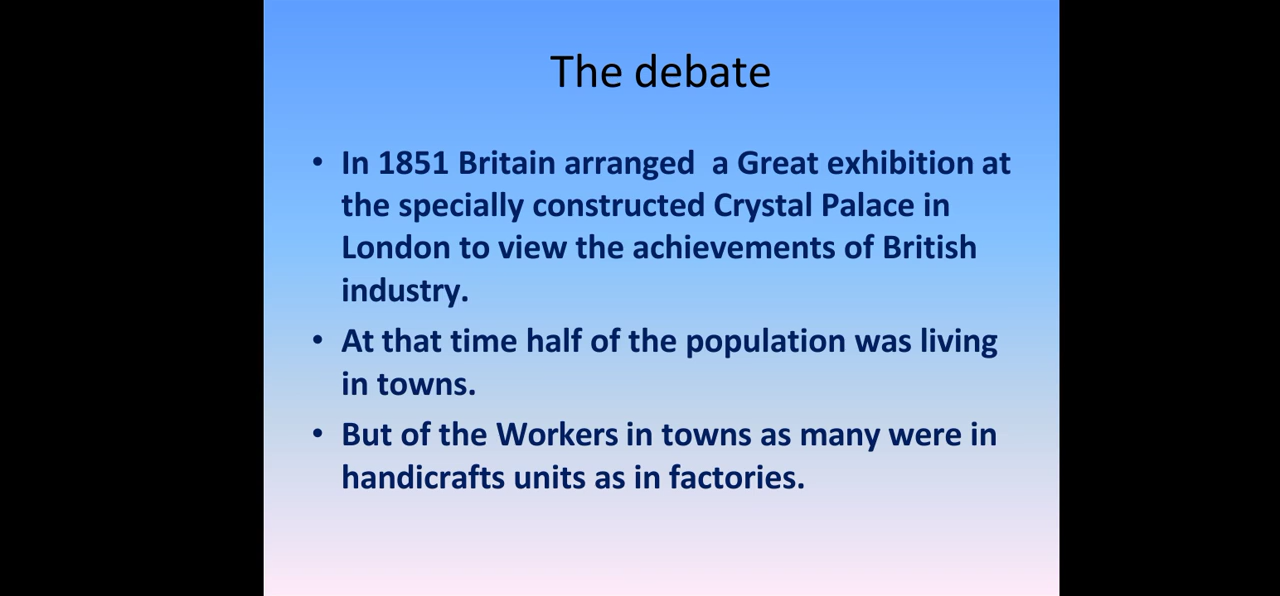 The debate
• In 1851 Britain arranged  a Great exhibition at
the specially constructed Crystal Palace in
London to view the achievements of British
industry.
• At that time half of the population was living
in towns.
• But of the Workers in towns as many were in
handicrafts units as in factories.